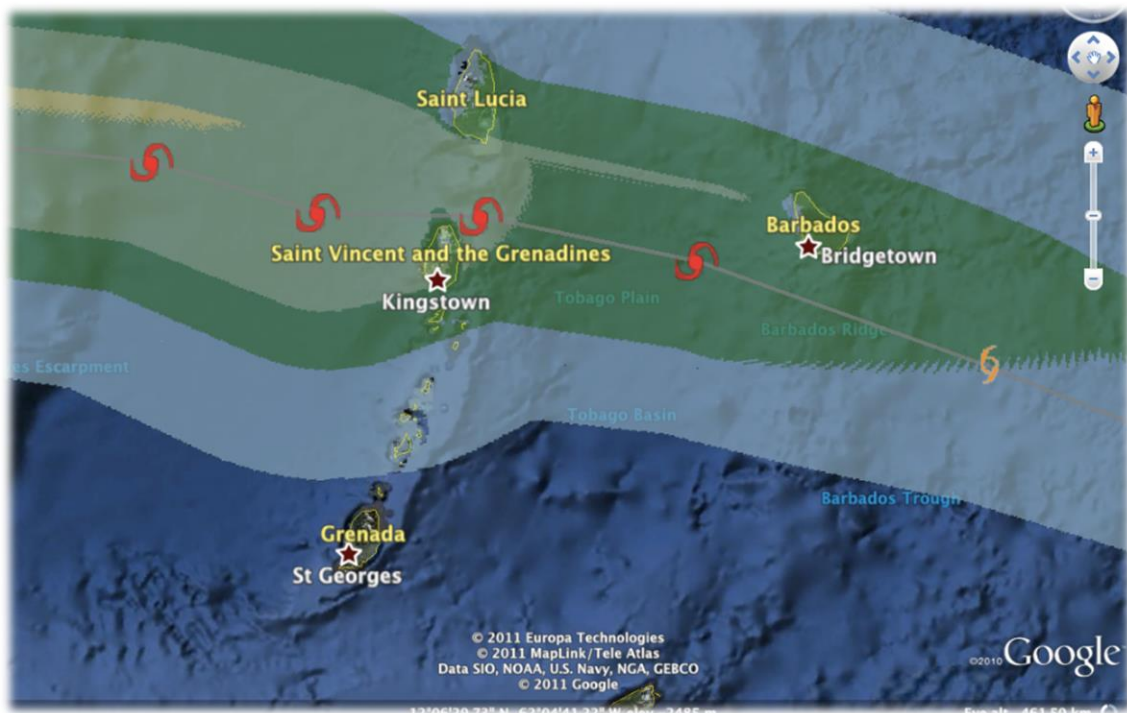 Saint Lucia
Barbados
Bridgetown
Saint Vincent and the Grenadines
Kingstown
Tobago Plain
Barbados Ridge
es Escarpment
Tobago Basin
Barbados Trough
Grenada
St Georges
© 2011 Europa Technologies
© 2011 MapLink/Tele Atlas
Data SIO, NOAA, U.S. Navy, NGA, GEBCO
© 2011 Google
©2010 Google